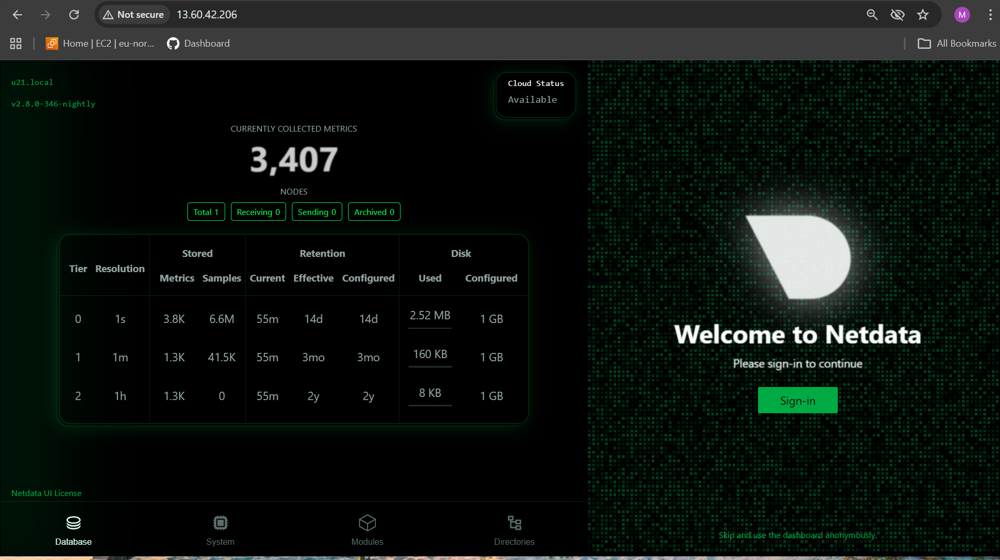 Not secure
13.60.42.206
M
Home | EC2 | eu-nor...
Dashboard
All Bookmarks
u21.local
v2.8.0-346-nightly
Cloud Status
Available
CURRENTLY COLLECTED METRICS
3,407
NODES
Total 1
Receiving 0
Sending 0
Archived 0
Stored Retention Disk
Tier Resolution
Metrics Samples Current Effective Configured Used Configured
0 1s 3.8K 6.6M 55m 14d 14d 2.52 MB 1 GB
1 1m 1.3K 41.5K 55m 3mo 3mo 160 KB 1 GB
2 1h 1.3K 0 55m 2y 2y 8 KB 1 GB
Netdata UI License
Database
System
Modules
Directories
Welcome to Netdata
Please sign-in to continue
Sign-in
Skip and use the dashboard anonymously.